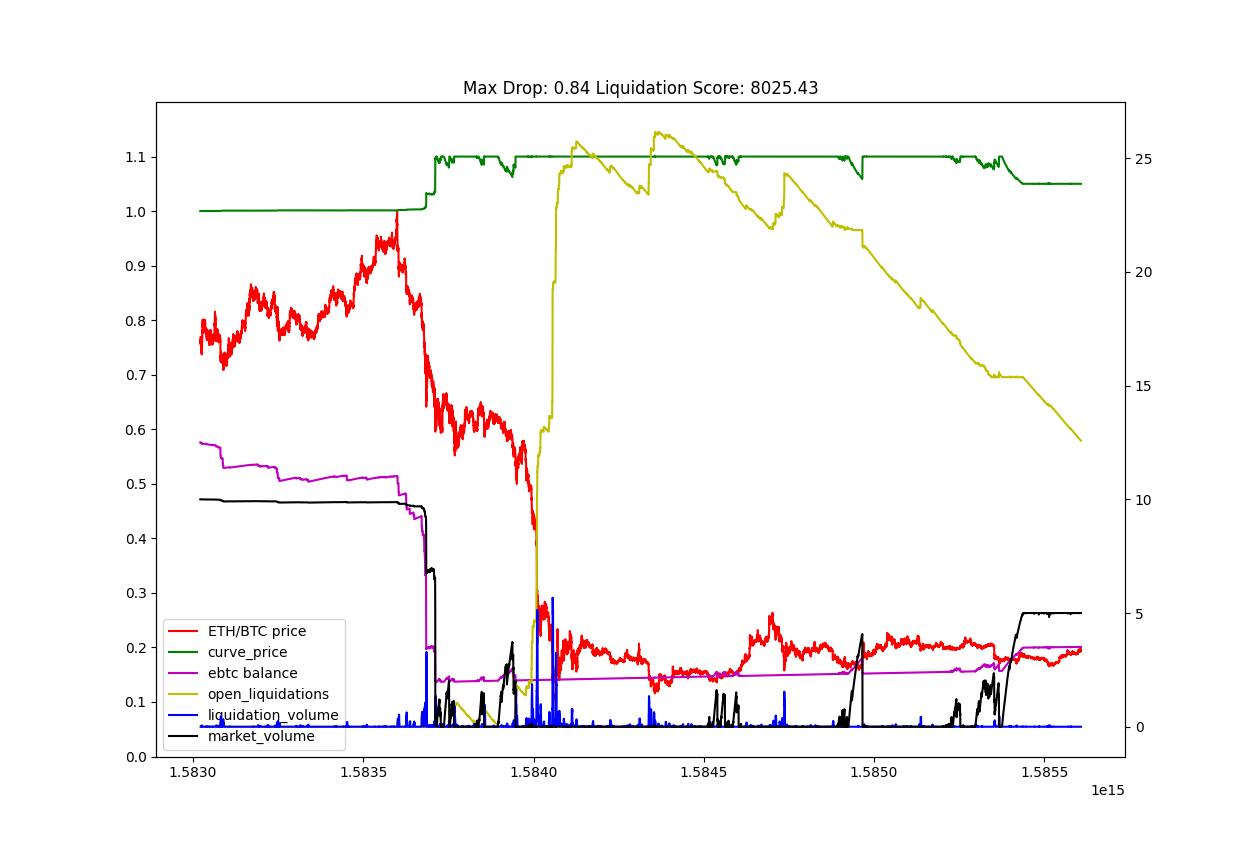 Max Drop: 0.84 Liquidation Score: 8025.43
1.1
1.0
0.9
0.8
0.7
0.6
0.5
0.4
0.3
0.2
0.1
0.0
25
20
15
10
5
0
ETH/BTC price
curve_price
ebtc balance
open_liquidations
liquidation_volume
market_volume
1.5830 1.5835 1.5840 1.5845 1.5850 1.5855
1e15